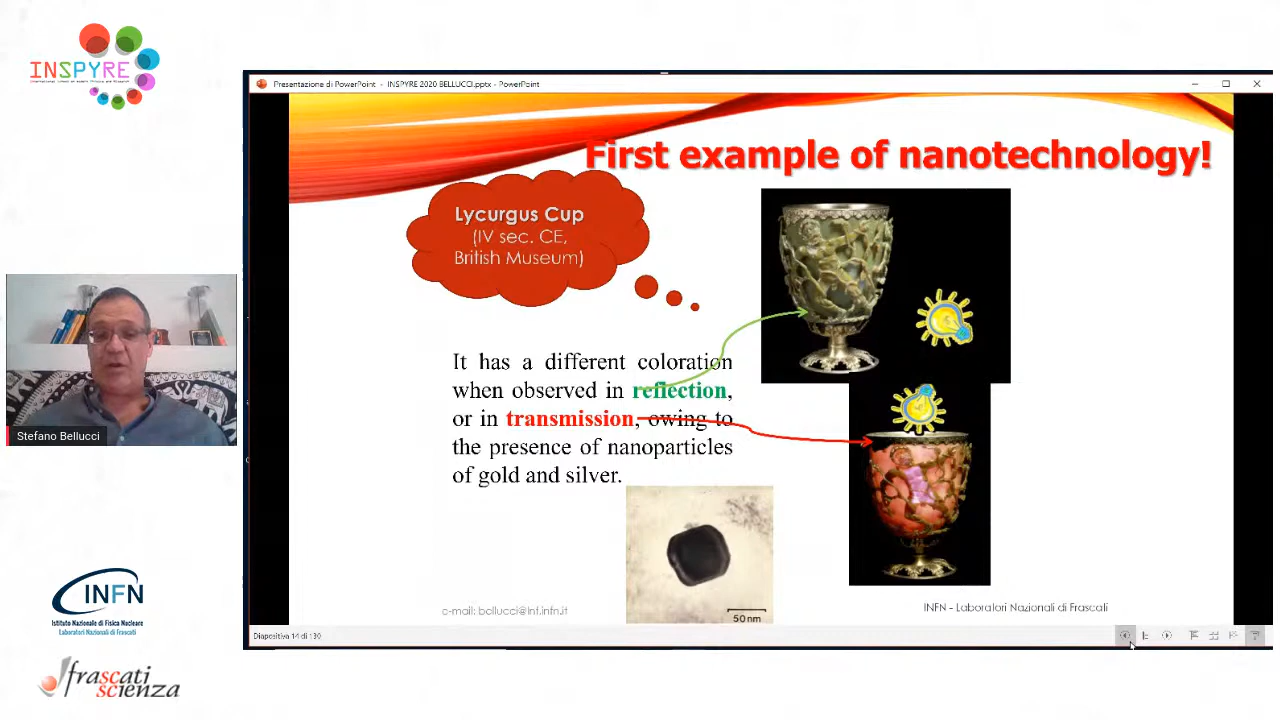 INSPYRE
Presentazione di PowerPoint - INSPYRE 2020 BELLUCCI.pptx - PowerPoint
First example of nanotechnology!
Lycurgus Cup
(IV sec. CE,
British Museum)
It has a different coloration
when observed in reflection,
or in transmission, owing to
the presence of nanoparticles
of gold and silver.
50 nm
e-mail: bellucci@lnf.infn.it
INFN - Laboratori Nazionali di Frascati
Diapositiva 14 di 130
Stefano Bellucci
INFN
Istituto Nazionale di Fisica Nucleare
Laboratori Nazionali di Frascati
frascati
scienza